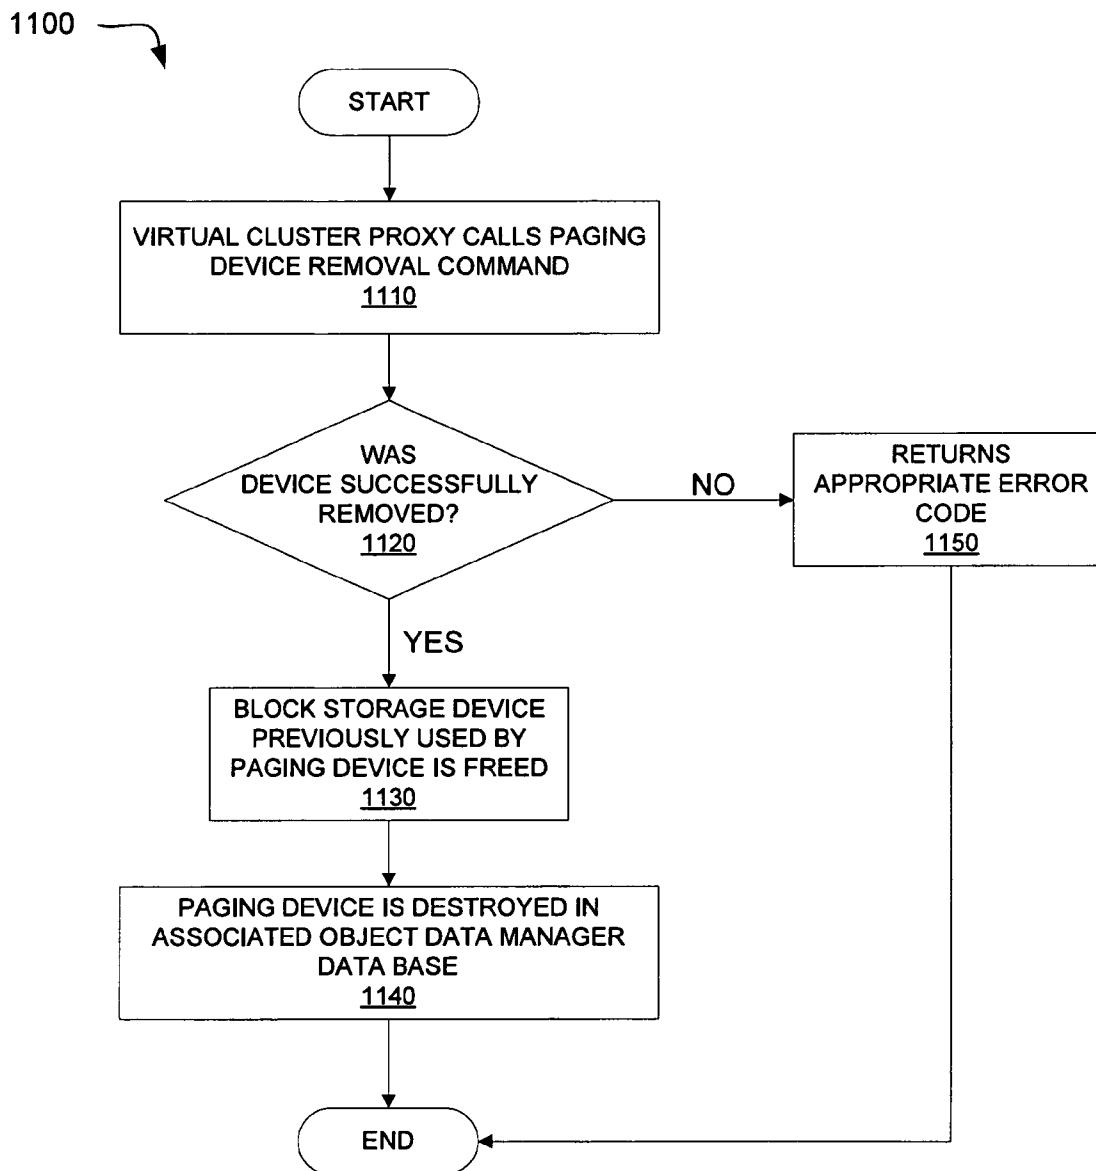 1100
START
VIRTUAL CLUSTER PROXY CALLS PAGING
DEVICE REMOVAL COMMAND
1110
WAS
DEVICE SUCCESSFULLY
REMOVED?
1120
NO
RETURNS
APPROPRIATE ERROR
CODE
1150
YES
BLOCK STORAGE DEVICE
PREVIOUSLY USED BY
PAGING DEVICE IS FREED
1130
PAGING DEVICE IS DESTROYED IN
ASSOCIATED OBJECT DATA MANAGER
DATA BASE
1140
END